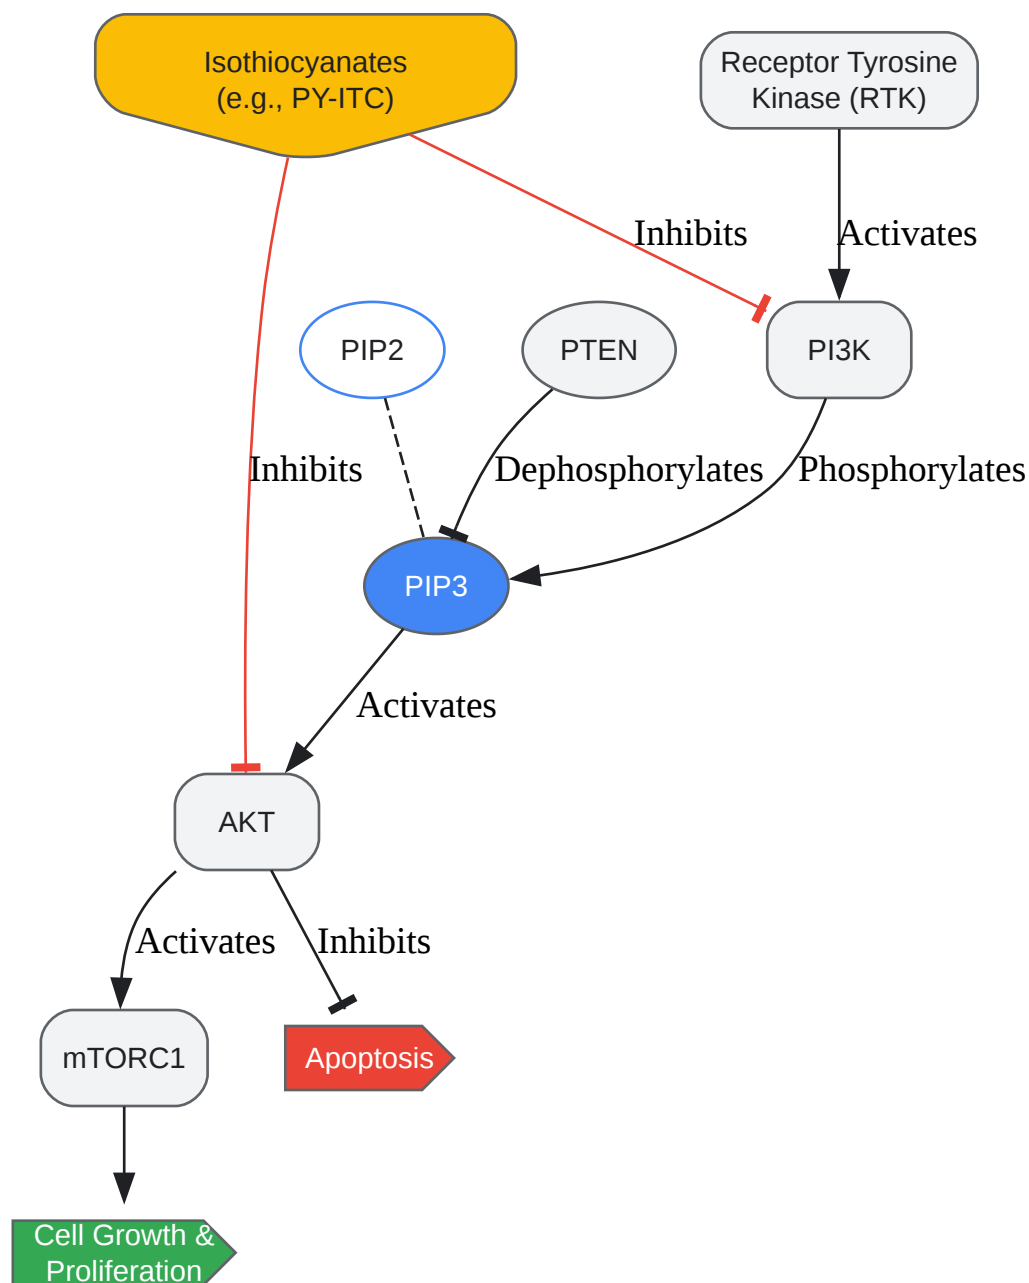 Isothiocyanates
(e.g., PY-ITC)
Receptor Tyrosine
Kinase (RTK)
Inhibits
Activates
PIP2
PTEN
PI3K
Inhibits
Dephosphorylates
Phosphorylates
PIP3
Activates
AKT
Activates
Inhibits
mTORC1
Apoptosis
Cell Growth &
Proliferation